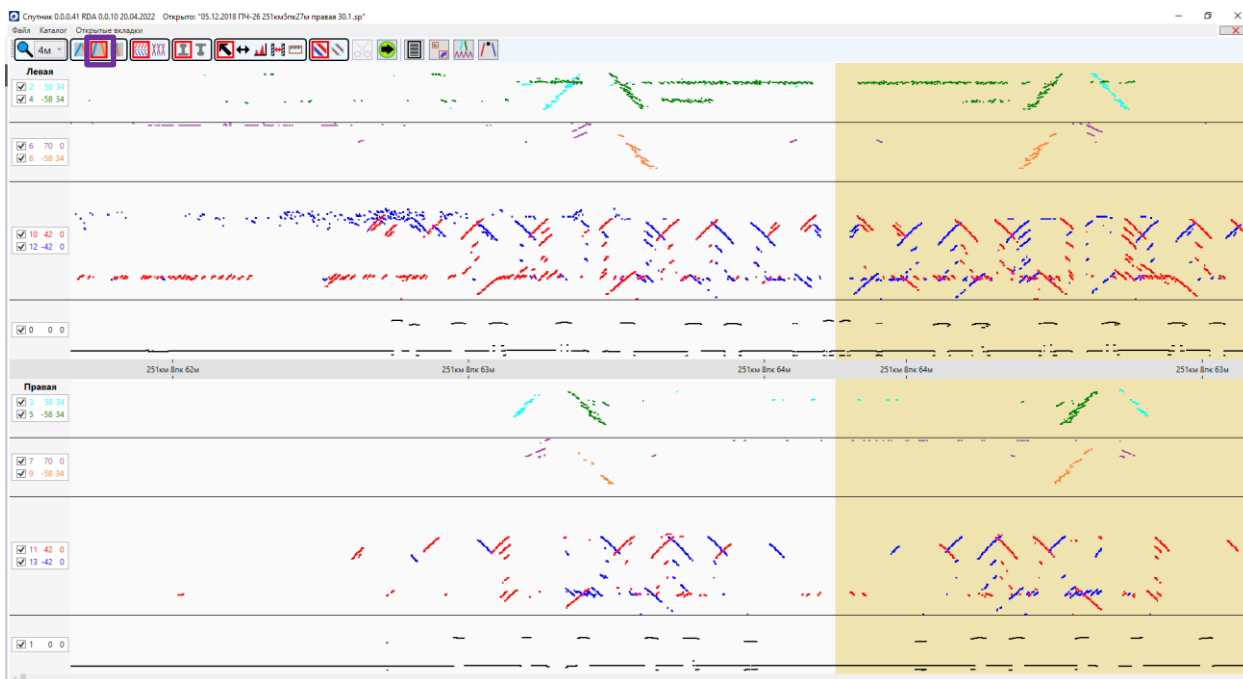 Спутник 0.0.0.41 RDA 0.0.10 20.04.2022 Открыто: "05.12.2018 ПЧ-26 251км5пк27м правая 30.1.sp"
Файл Каталог Открытые вкладки
4м
Левая
2 58 34
4 -58 34
6 70 0
8 -58 34
10 42 0
12 -42 0
0 0 0
251км 8пк 62м 251км 8пк 63м 251км 8пк 64м 251км 8пк 64м 251км 8пк 63м
Правая
3 58 34
5 -58 34
7 70 0
9 -58 34
11 42 0
13 -42 0
1 0 0